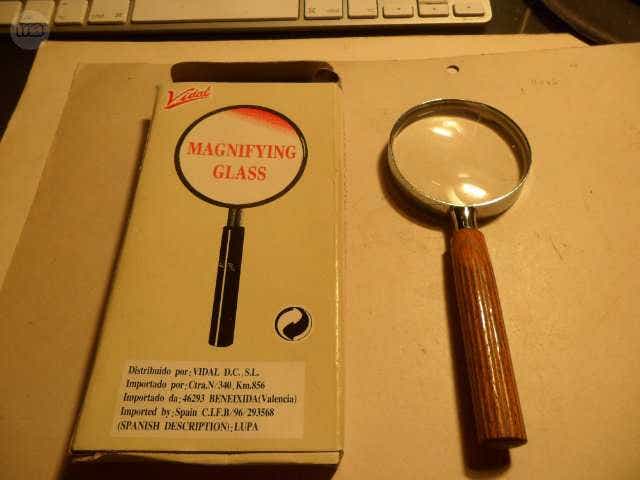 Vidal
MAGNIFYING
GLASS
Distribuido por: VIDAL D.C., S.L.
Importado por: Ctra.N/340, Km.856
Importado da: 46293 BENEIXIDA(Valencia)
Imported by: Spain C.I.F.B/96/293568
(SPANISH DESCRIPTION): LUPA